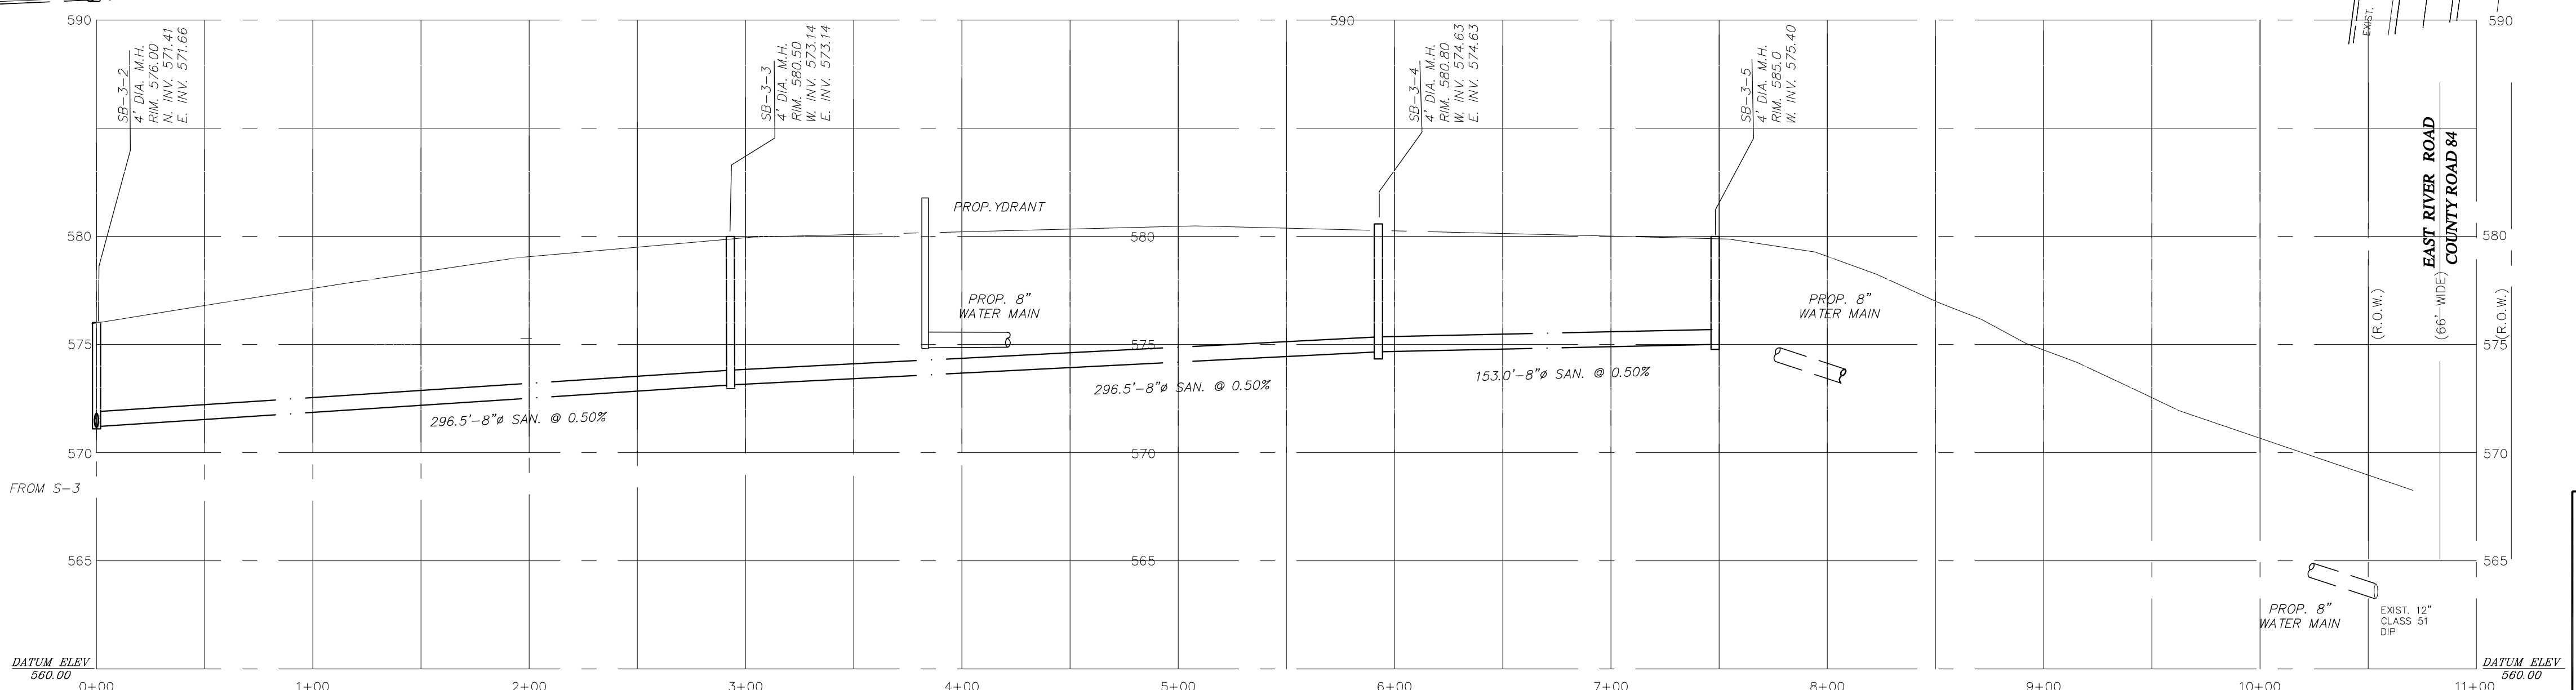 590
590
590
EXIST.
SB-3-2
4' DIA. M.H.
RIM. 576.00
N. INV. 571.41
E. INV. 571.66
SB-3-3
4' DIA. M.H.
RIM. 580.50
W. INV. 573.14
E. INV. 573.14
SB-3-4
4' DIA. M.H.
RIM. 580.80
W. INV. 574.63
E. INV. 574.63
SB-3-5
4' DIA. M.H.
RIM. 585.0
W. INV. 575.40
EAST RIVER ROAD
COUNTY ROAD 84
(R.O.W.)
(66'-WIDE)
(R.O.W.)
PROP.YDRANT
580
580
580
PROP. 8"
WATER MAIN
PROP. 8"
WATER MAIN
575
575
575
296.5'-8"ø SAN. @ 0.50%
296.5'-8"ø SAN. @ 0.50%
153.0'-8"ø SAN. @ 0.50%
570
570
570
FROM S-3
565
565
565
PROP. 8"
WATER MAIN
EXIST. 12"
CLASS 51
DIP
DATUM ELEV
560.00
DATUM ELEV
560.00
0+00
1+00
2+00
3+00
4+00
5+00
6+00
7+00
8+00
9+00
10+00
11+00